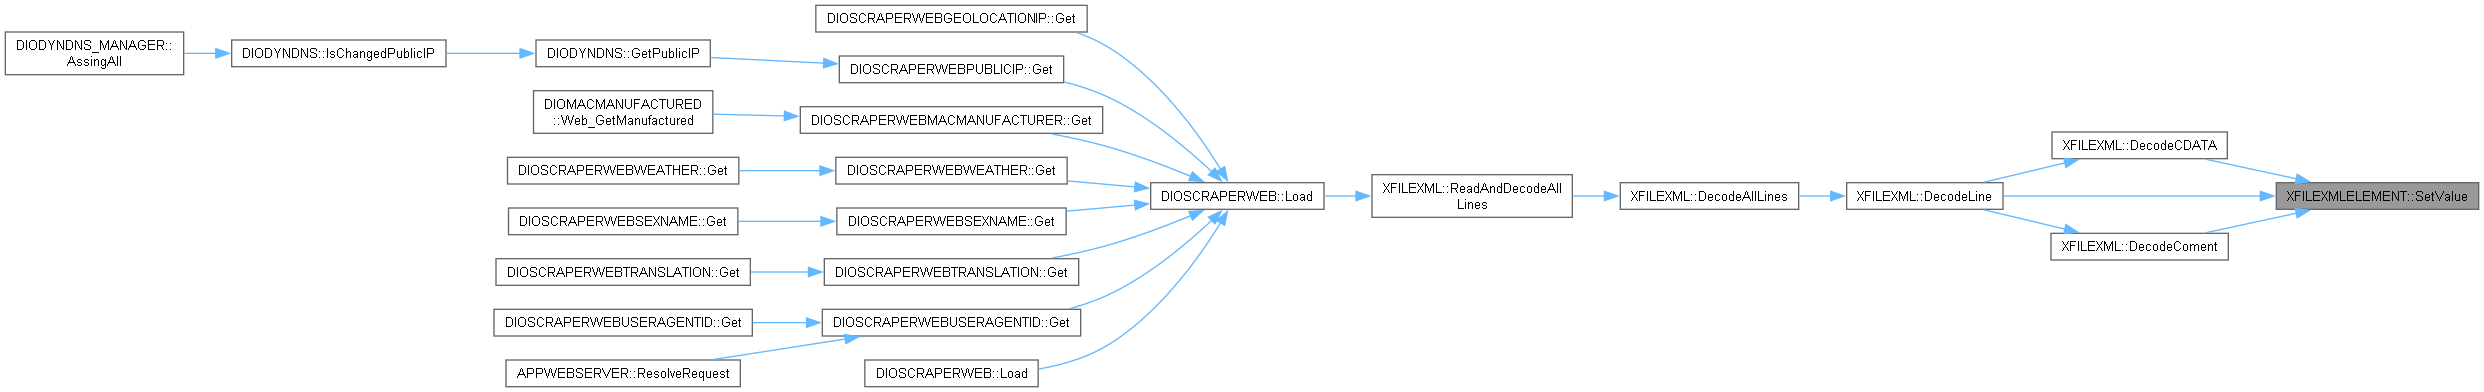 DIODYNDNS_MANAGER::
AssingAll
DIODYNDNS::IsChangedPublicIP
DIODYNDNS::GetPublicIP
DIOMACMANUFACTURED
::Web_GetManufactured
DIOSCRAPERWEBWEATHER::Get
DIOSCRAPERWEBSEXNAME::Get
DIOSCRAPERWEBTRANSLATION::Get
DIOSCRAPERWEBUSERAGENTID::Get
APPWEBSERVER::ResolveRequest
DIOSCRAPERWEBGEOLOCATIONIP::Get
DIOSCRAPERWEBPUBLICIP::Get
DIOSCRAPERWEBMACMANUFACTURER::Get
DIOSCRAPERWEBWEATHER::Get
DIOSCRAPERWEBSEXNAME::Get
DIOSCRAPERWEBTRANSLATION::Get
DIOSCRAPERWEBUSERAGENTID::Get
DIOSCRAPERWEB::Load
DIOSCRAPERWEB::Load
XFILEXML::ReadAndDecodeAll
Lines
XFILEXML::DecodeAllLines
XFILEXML::DecodeLine
XFILEXML::DecodeCDATA
XFILEXML::DecodeComent
XFILEXMLELEMENT::SetValue